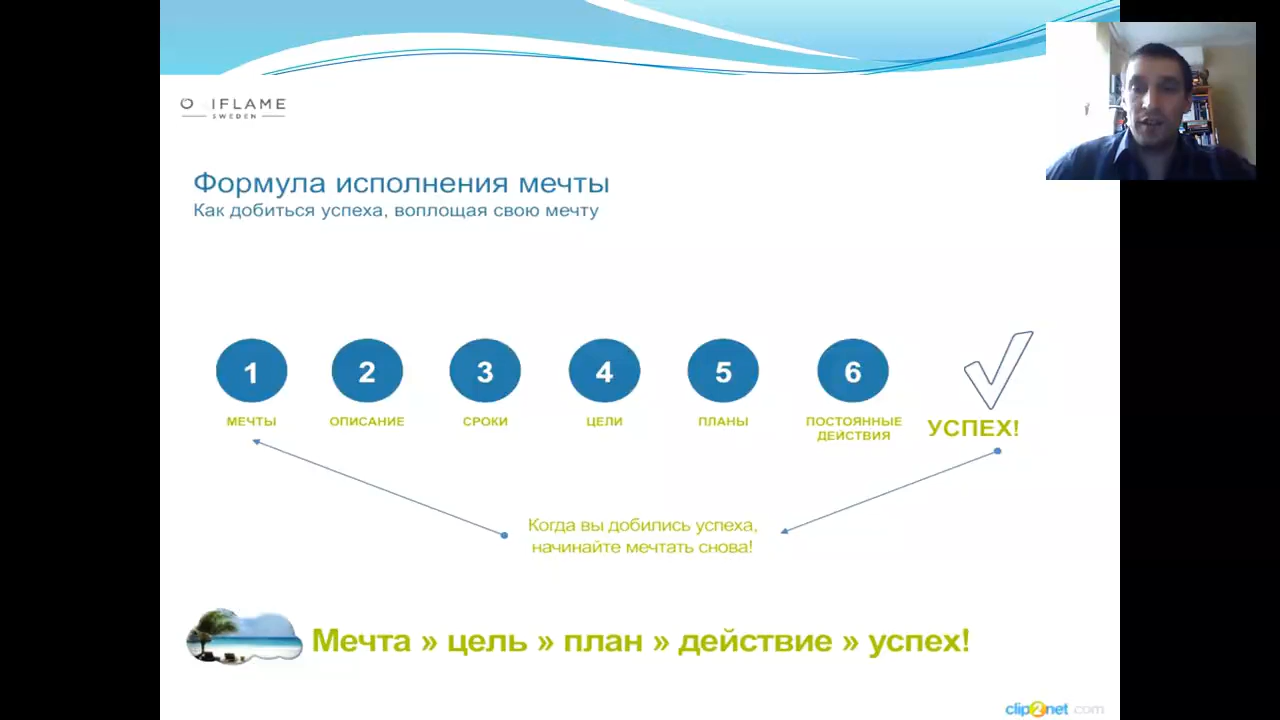 ORIFLAME
SWEDEN
Формула исполнения мечты
Как добиться успеха, воплощая свою мечту
1 2 3 4 5 6
МЕЧТЫ ОПИСАНИЕ СРОКИ ЦЕЛИ ПЛАНЫ ПОСТОЯННЫЕ
ДЕЙСТВИЯ
УСПЕХ!
Когда вы добились успеха,
начинайте мечтать снова!
Мечта » цель » план » действие » успех!
clip2net.com